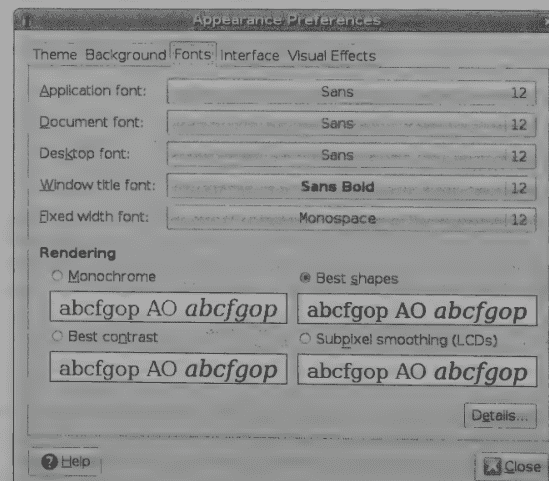 Appearance Preferences
Theme Background Fonts Interface Visual Effects
Application font: Sans 12
Document font: Sans 12
Desktop font: Sans 12
Window title font: Sans Bold 12
Fixed width font: Monospace 12
Rendering
Monochrome Best shapes
abcfgop AO abcfgop abcfgop AO abcfgop
Best contrast Subpixel smoothing (LCDs)
abcfgop AO abcfgop abcfgop AO abcfgop
Details...
Help Close